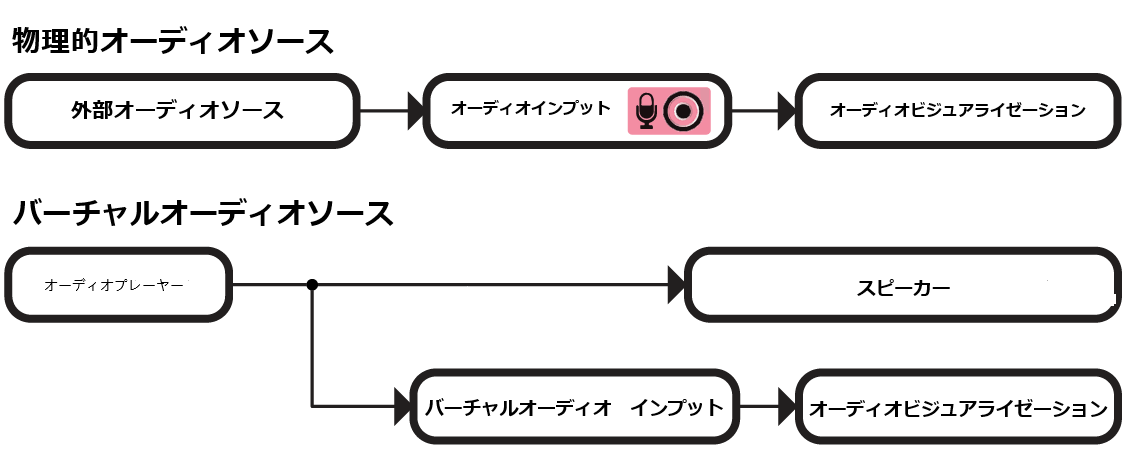 物理的オーディオソース
外部オーディオソース
オーディオインプット
オーディオビジュアライゼーション
バーチャルオーディオソース
オーディオプレーヤー
スピーカー
バーチャルオーディオ　インプット
オーディオビジュアライゼーション